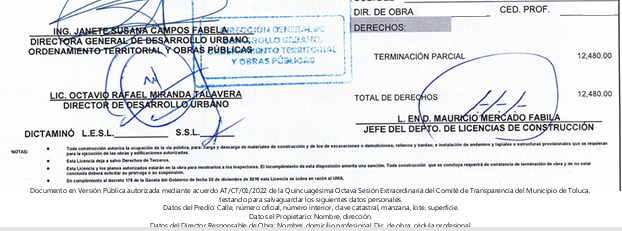 DIR. DE OBRA
CED. PROF.
DERECHOS:
TERMINACIÓN PARCIAL 12,480.00
TOTAL DE DERECHOS 12,480.00
L. EN D. MAURICIO MERCADO FABILA
JEFE DEL DEPTO. DE LICENCIAS DE CONSTRUCCIÓN
ING. JANETE SUSANA CAMPOS FABELA
DIRECTORA GENERAL DE DESARROLLO URBANO,
ORDENAMIENTO TERRITORIAL Y OBRAS PÚBLICAS
DIRECCIÓN GENERAL DE
DESARROLLO URBANO,
ORDENAMIENTO TERRITORIAL
Y OBRAS PÚBLICAS
LIC. OCTAVIO RAFAEL MIRANDA TALAVERA
DIRECTOR DE DESARROLLO URBANO
DICTAMINÓ L.E.S.L. S.S.L.
NOTAS:
• Toda construcción autoriza la ocupación de la vía pública, para: carga y descarga de materiales de construcción y de los de excavaciones o demoliciones, relleno y bardas; e instalación de andamios y tapiales o estructuras provisionales que se requieran
para la ejecución de las obras y edificaciones autorizadas.
• Esta Licencia deja a salvo Derechos de Terceros.
• Esta Licencia y los planos autorizados estarán en la obra para mostrarlos a los inspectores. El incumplimiento de esta disposición amerita una sanción. Toda construcción que se concluya requerirá de constancia de terminación de obra y de no estar
concluida deberá solicitar su prórroga o su suspensión.
• En cumplimiento al decreto 178 de la Gaceta del Gobierno de fecha 20 de diciembre de 2018 esta Licencia se cobra en razón al UMA.
Documento en Versión Pública autorizada mediante acuerdo AT/CT/01/2022 de la Quincuagésima Octava Sesión Extraordinaria del Comité de Transparencia del Municipio de Toluca,
testando para salvaguardar los siguientes datos personales.
Datos del Predio: Calle, número oficial, número interior, clave catastral, manzana, lote, superficie.
Datos el Propietario: Nombre, dirección.
Datos del Director Responsable de Obra: Nombre, domicilio profesional, Dir. de obra, cédula profesional.